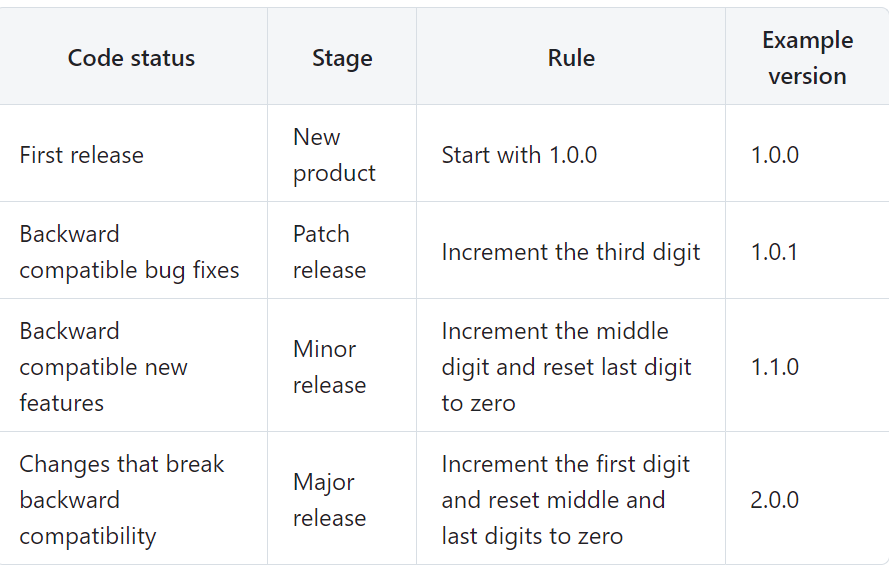 Code status
Stage
Rule
Example
version
First release
New
product
Start with 1.0.0
1.0.0
Backward
compatible bug fixes
Patch
release
Increment the third digit
1.0.1
Backward
compatible new
features
Minor
release
Increment the middle
digit and reset last digit
to zero
1.1.0
Changes that break
backward
compatibility
Major
release
Increment the first digit
and reset middle and
last digits to zero
2.0.0